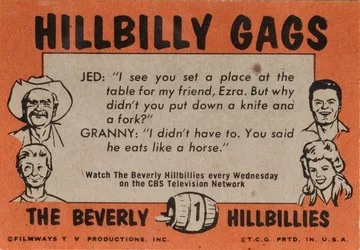 HILLBILLY GAGS
JED: "I see you set a place at the
table for my friend, Ezra. But why
didn't you put down a knife and
a fork?"
GRANNY: "I didn't have to. You said
he eats like a horse."
Watch The Beverly Hillbillies every Wednesday
on the CBS Television Network
THE BEVERLY 1 HILLBILLIES
©FILMWAYS T V PRODUCTIONS, INC. ©T.C.G. PRTD. IN U.S.A.